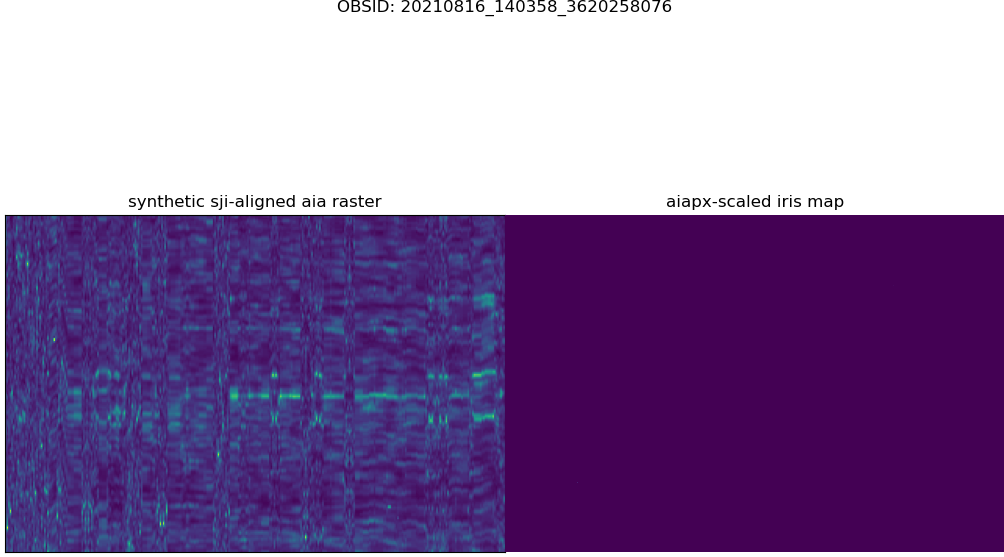 OBSID: 20210816_140358_3620258076
synthetic sji-aligned aia raster
aiapx-scaled iris map